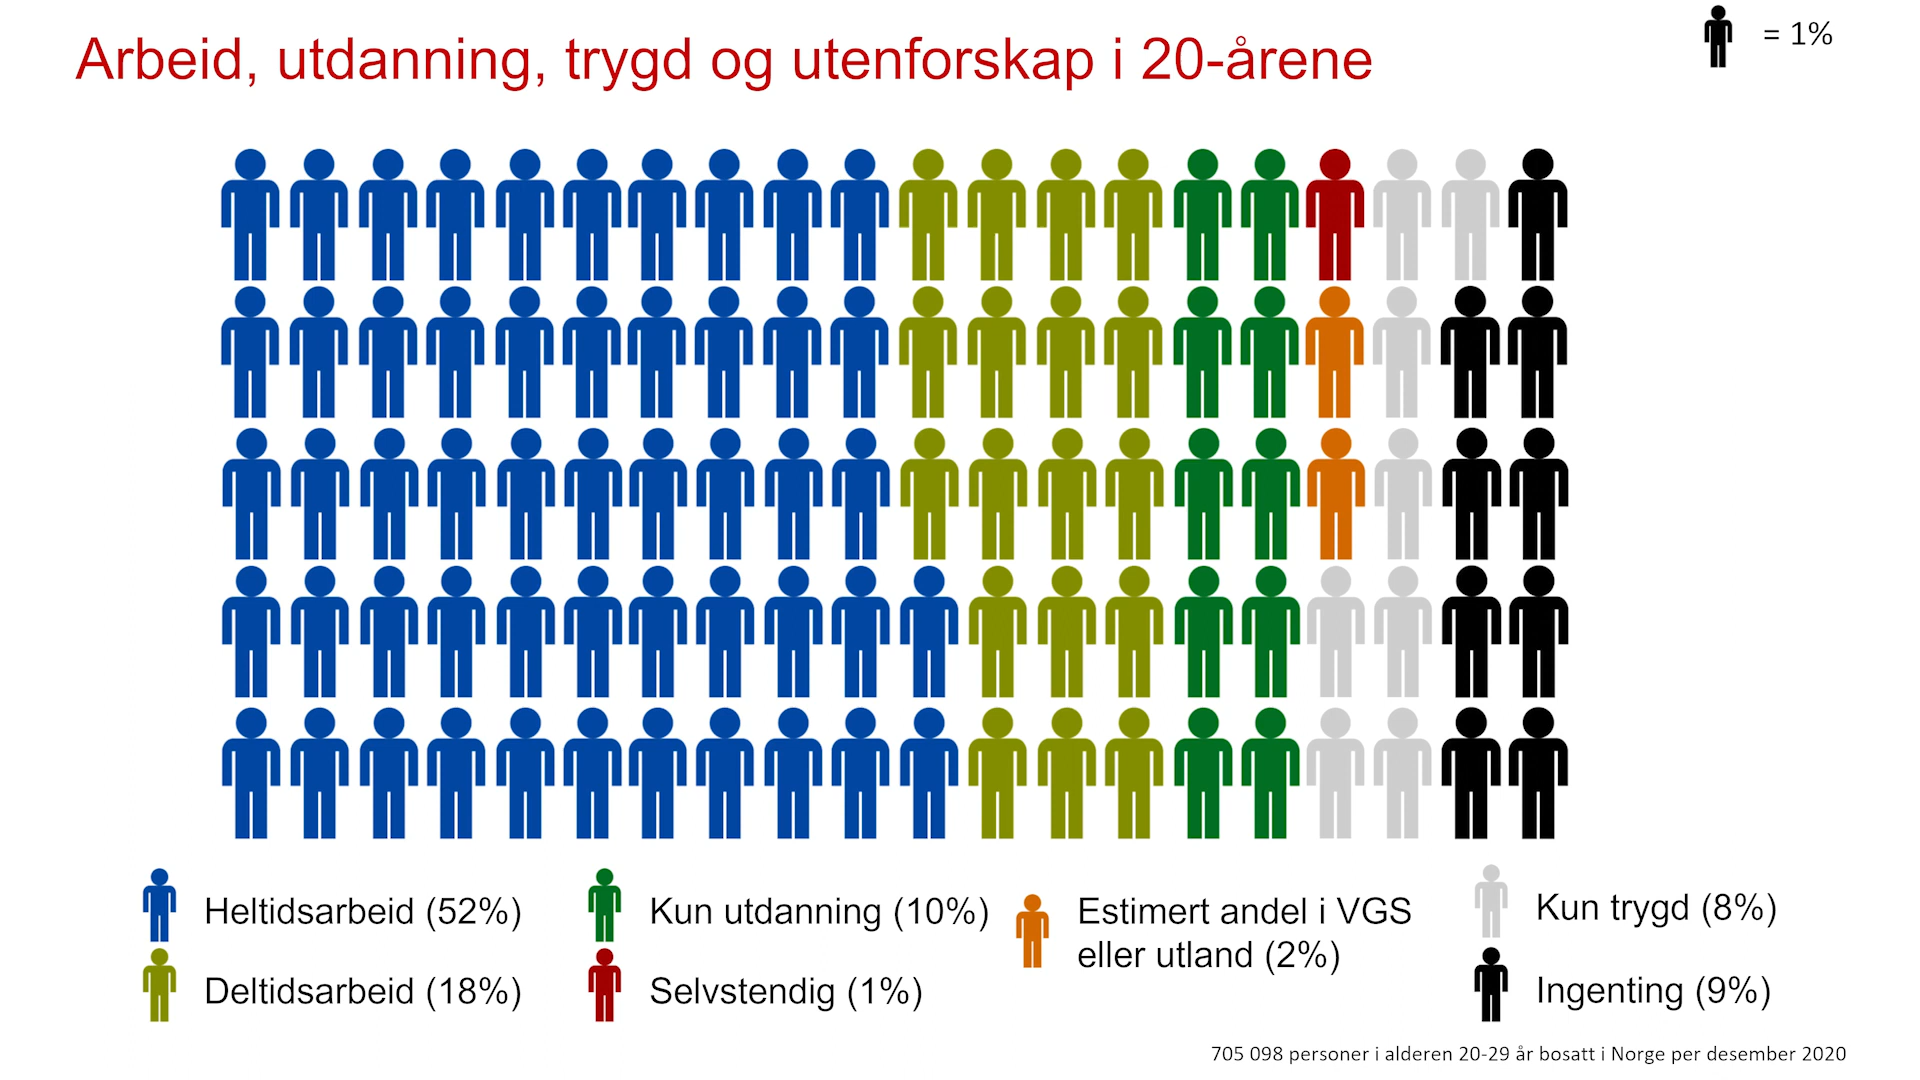 Arbeid, utdanning, trygd og utenforskap i 20-årene
= 1%
Heltidsarbeid (52%)
Deltidsarbeid (18%)
Kun utdanning (10%)
Selvstendig (1%)
Estimert andel i VGS
eller utland (2%)
Kun trygd (8%)
Ingenting (9%)
705 098 personer i alderen 20-29 år bosatt i Norge per desember 2020